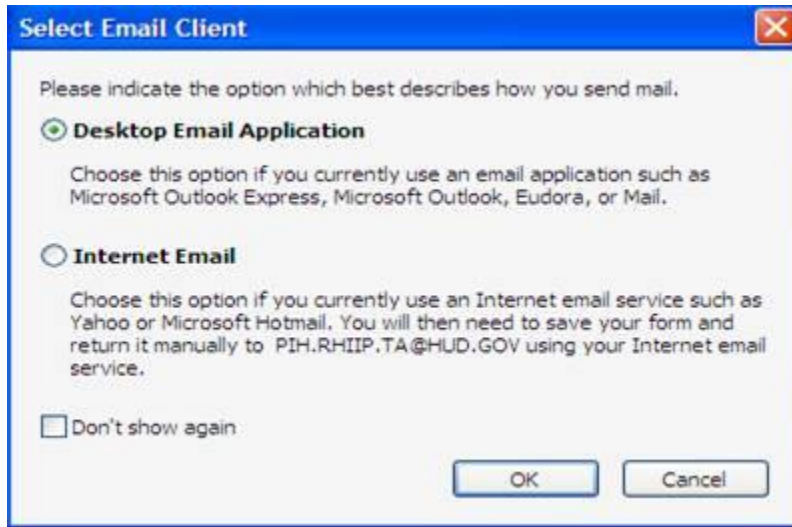 Select Email Client
Please indicate the option which best describes how you send mail.
Desktop Email Application
Choose this option if you currently use an email application such as
Microsoft Outlook Express, Microsoft Outlook, Eudora, or Mail.
Internet Email
Choose this option if you currently use an Internet email service such as
Yahoo or Microsoft Hotmail. You will then need to save your form and
return it manually to PIH.RHIIP.TA@HUD.GOV using your Internet email
service.
Don't show again
OK Cancel